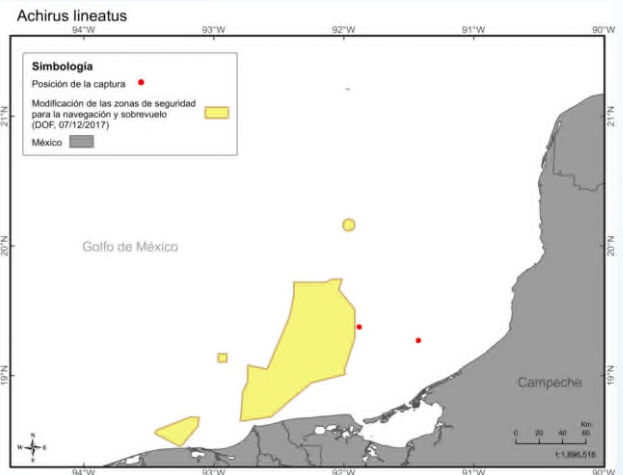 Achirus lineatus
94°W 93°W 92°W 91°W 90°W
Simbología
Posición de la captura
Modificación de las zonas de seguridad
para la navegación y sobrevuelo
(DOF, 07/12/2017)
México
21°N 21°N
20°N 20°N
Golfo de México
19°N 19°N
Campeche
Km
0 20 40 60
1:1,896,518
N
W E
S
94°W 93°W 92°W 91°W 90°W